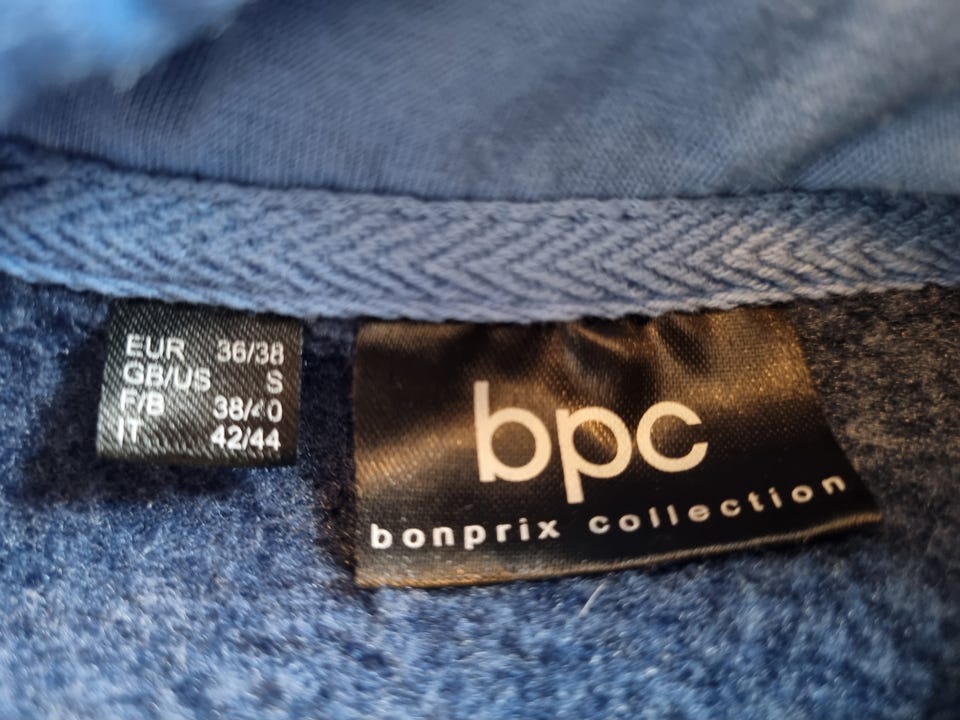 EUR 36/38
GB/US S
F/B 38/40
IT 42/44
bpc
bonprix collection